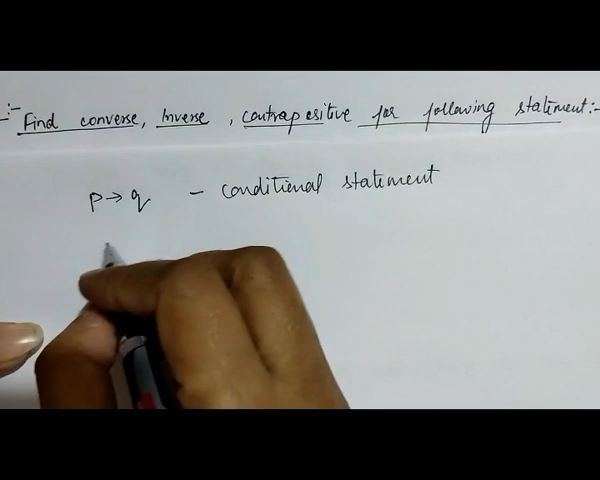 :- Find converse, Inverse, contrapositive for following statement:-
p → q - conditional statement